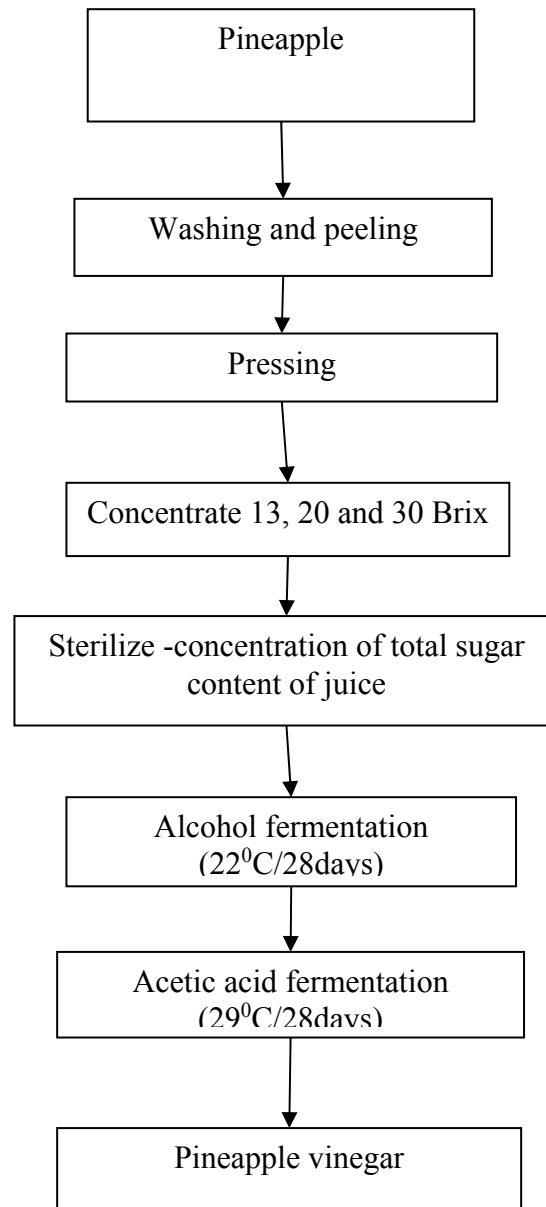 Pineapple
Washing and peeling
Pressing
Concentrate 13, 20 and 30 Brix
Sterilize -concentration of total sugar
content of juice
Alcohol fermentation
(22⁰C/28days)
Acetic acid fermentation
(29⁰C/28days)
Pineapple vinegar